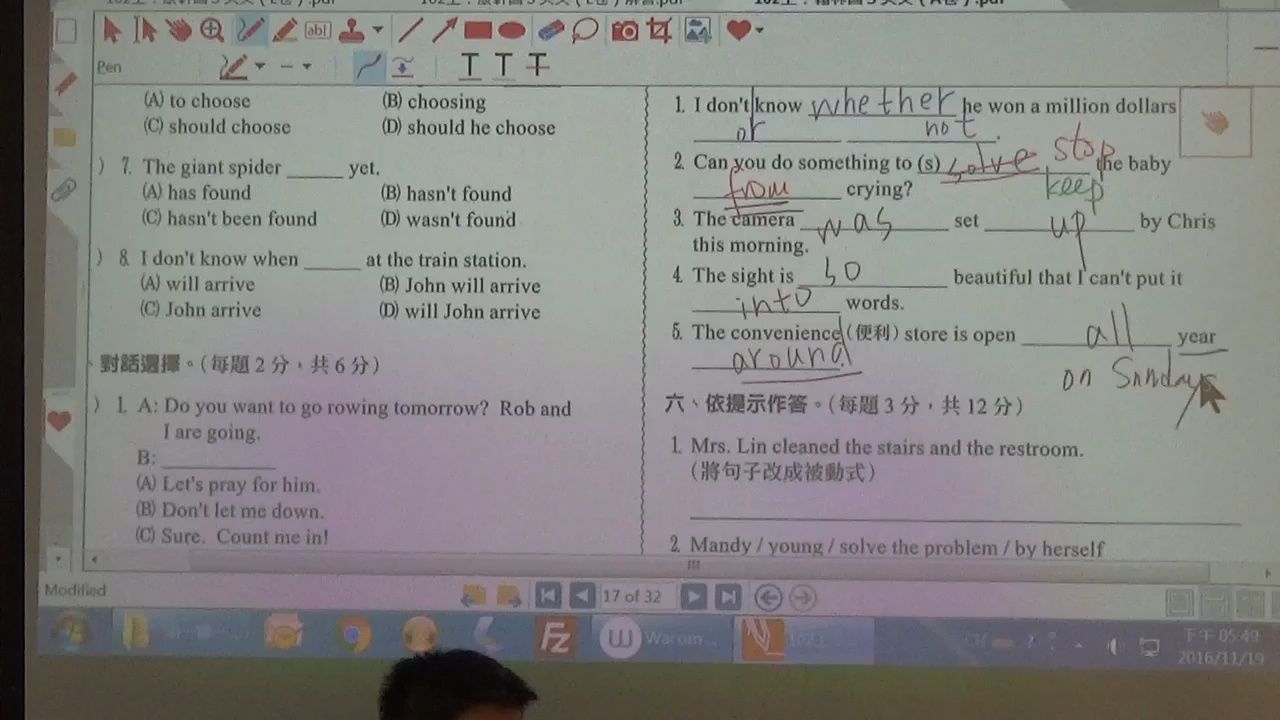 Pen
(A) to choose (B) choosing
(C) should choose (D) should he choose
) 7. The giant spider ______ yet.
(A) has found (B) hasn't found
(C) hasn't been found (D) wasn't found
) 8. I don't know when ______ at the train station.
(A) will arrive (B) John will arrive
(C) John arrive (D) will John arrive
對話選擇。(每題 2 分，共 6 分)
) 1. A: Do you want to go rowing tomorrow? Rob and
I are going.
B: ____________
(A) Let's pray for him.
(B) Don't let me down.
(C) Sure. Count me in!
1. I don't know whether he won a million dollars
or not.
2. Can you do something to (s) solve stop the baby
keep
from crying?
3. The camera was set up by Chris
this morning.
4. The sight is so beautiful that I can't put it
into words.
5. The convenience (便利) store is open all year
around.
on Sundays
六、依提示作答。(每題 3 分，共 12 分)
1. Mrs. Lin cleaned the stairs and the restroom.
(將句子改成被動式)
2. Mandy / young / solve the problem / by herself
Modified
17 of 32
Wacom ...
下午 05:49
2016/11/19